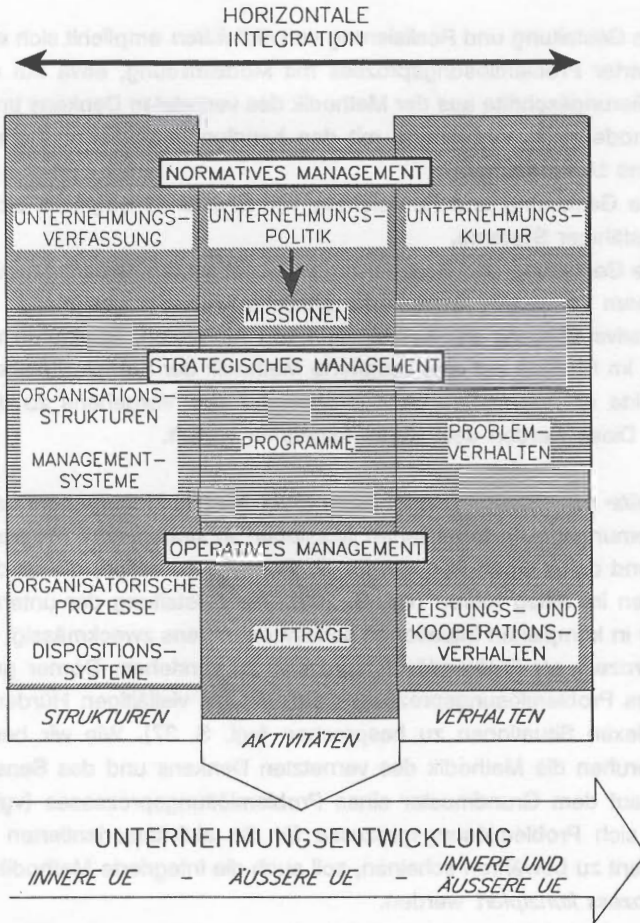 HORIZONTALE
INTEGRATION
NORMATIVES MANAGEMENT
UNTERNEHMUNGS-
VERFASSUNG
UNTERNEHMUNGS-
POLITIK
UNTERNEHMUNGS-
KULTUR
MISSIONEN
STRATEGISCHES MANAGEMENT
ORGANISATIONS-
STRUKTUREN
MANAGEMENT-
SYSTEME
PROGRAMME
PROBLEM-
VERHALTEN
OPERATIVES MANAGEMENT
ORGANISATORISCHE
PROZESSE
DISPOSITIONS-
SYSTEME
AUFTRÄGE
LEISTUNGS- UND
KOOPERATIONS-
VERHALTEN
STRUKTUREN
AKTIVITÄTEN
VERHALTEN
UNTERNEHMUNGSENTWICKLUNG
INNERE UE
ÄUSSERE UE
INNERE UND
ÄUSSERE UE